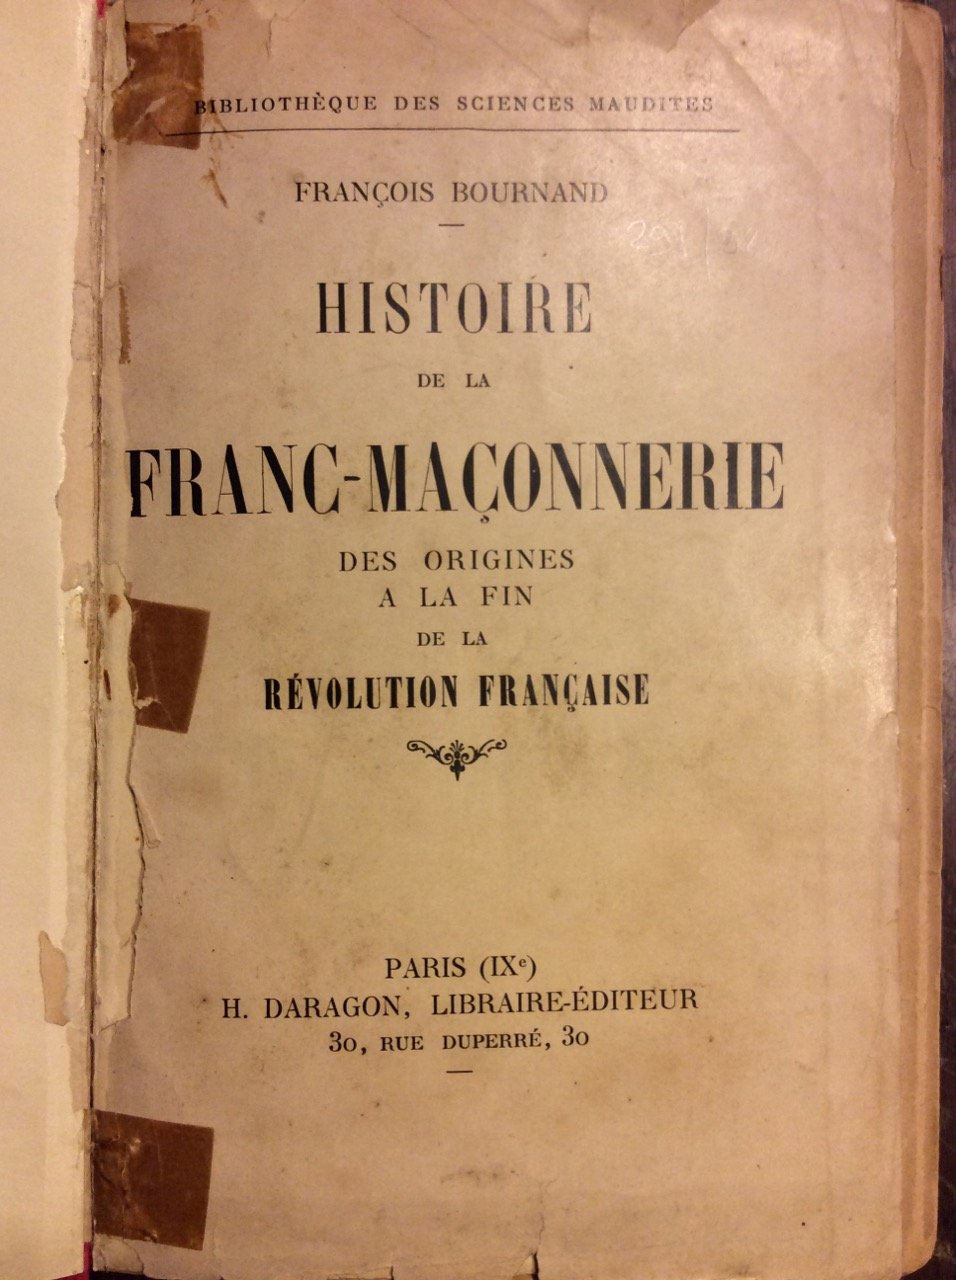 BIBLIOTHÈQUE DES SCIENCES MAUDITES
FRANÇOIS BOURNAND
HISTOIRE
DE LA
FRANC-MAÇONNERIE
DES ORIGINES
A LA FIN
DE LA
RÉVOLUTION FRANÇAISE
PARIS (IXe)
H. DARAGON, LIBRAIRE-ÉDITEUR
30, RUE DUPERRÉ, 30